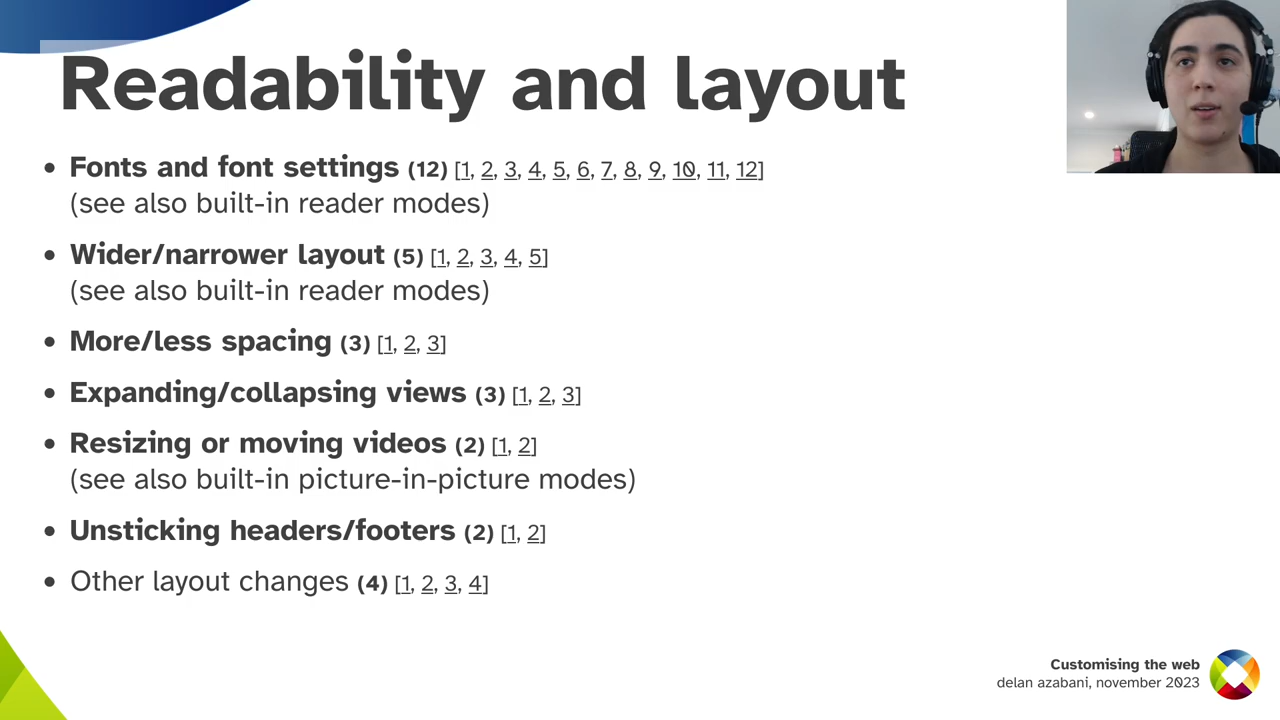 Readability and layout
• Fonts and font settings (12) [1, 2, 3, 4, 5, 6, 7, 8, 9, 10, 11, 12]
(see also built-in reader modes)
• Wider/narrower layout (5) [1, 2, 3, 4, 5]
(see also built-in reader modes)
• More/less spacing (3) [1, 2, 3]
• Expanding/collapsing views (3) [1, 2, 3]
• Resizing or moving videos (2) [1, 2]
(see also built-in picture-in-picture modes)
• Unsticking headers/footers (2) [1, 2]
• Other layout changes (4) [1, 2, 3, 4]
Customising the web
delan azabani, november 2023